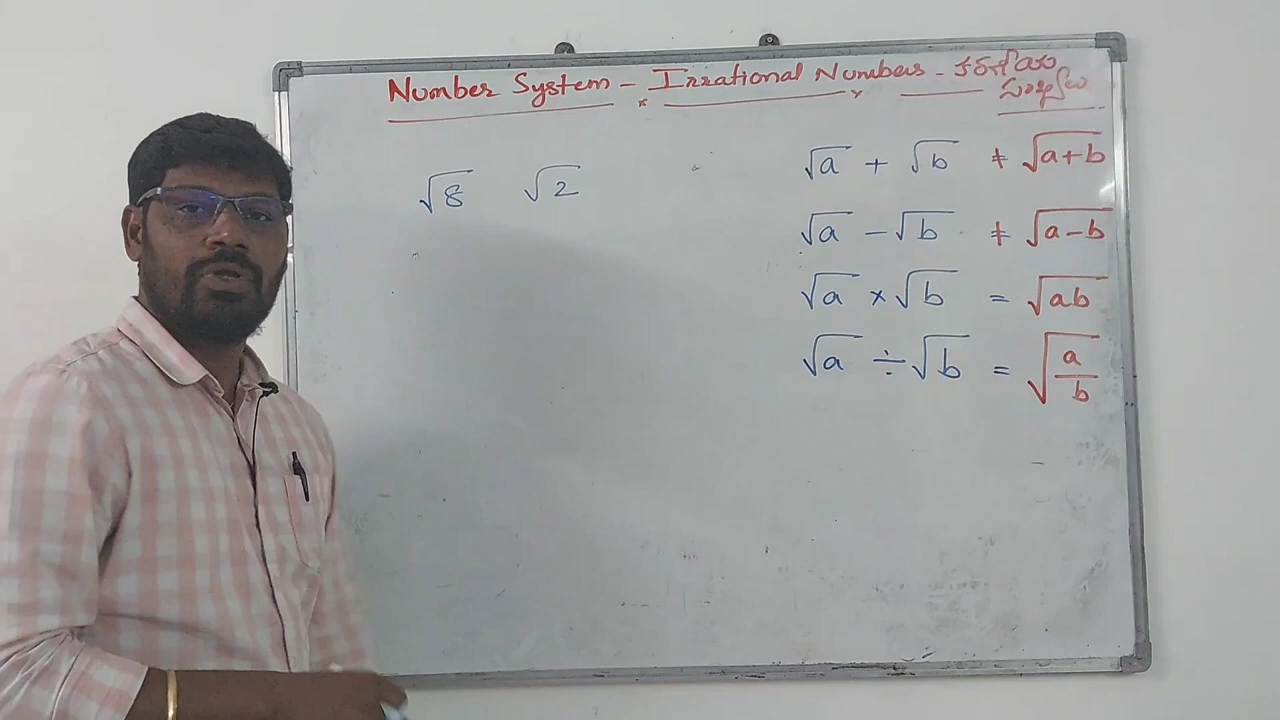 Number System - Irrational Numbers - కరణీయ
సంఖ్యలు
√8 √2
√a + √b ≠ √a+b
√a - √b ≠ √a-b
√a × √b = √ab
√a ÷ √b = √a/b